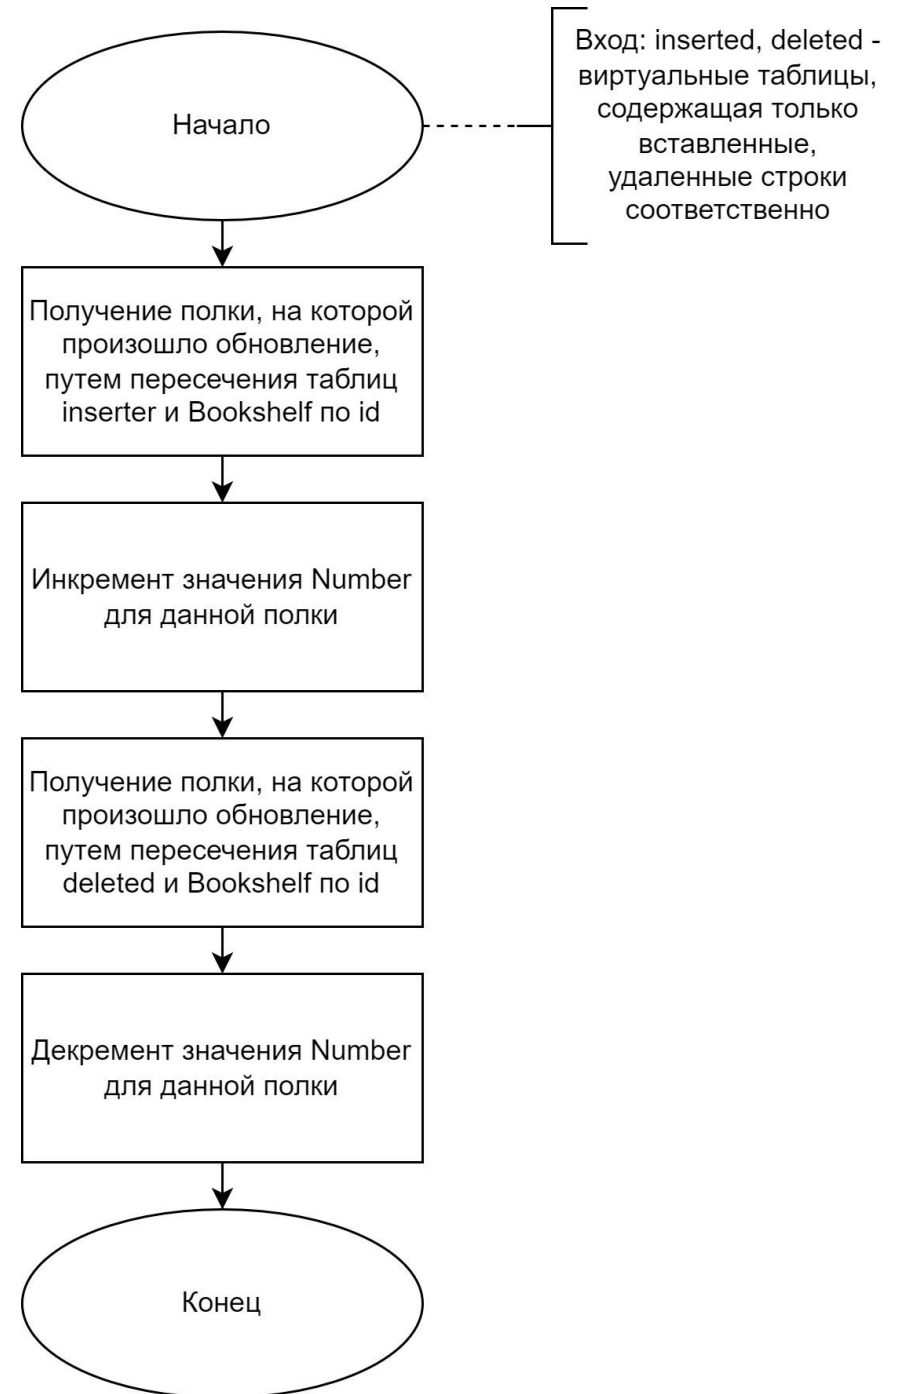 Начало
Вход: inserted, deleted -
виртуальные таблицы,
содержащая только
вставленные,
удаленные строки
соответственно
Получение полки, на которой
произошло обновление,
путем пересечения таблиц
inserter и Bookshelf по id
Инкремент значения Number
для данной полки
Получение полки, на которой
произошло обновление,
путем пересечения таблиц
deleted и Bookshelf по id
Декремент значения Number
для данной полки
Конец